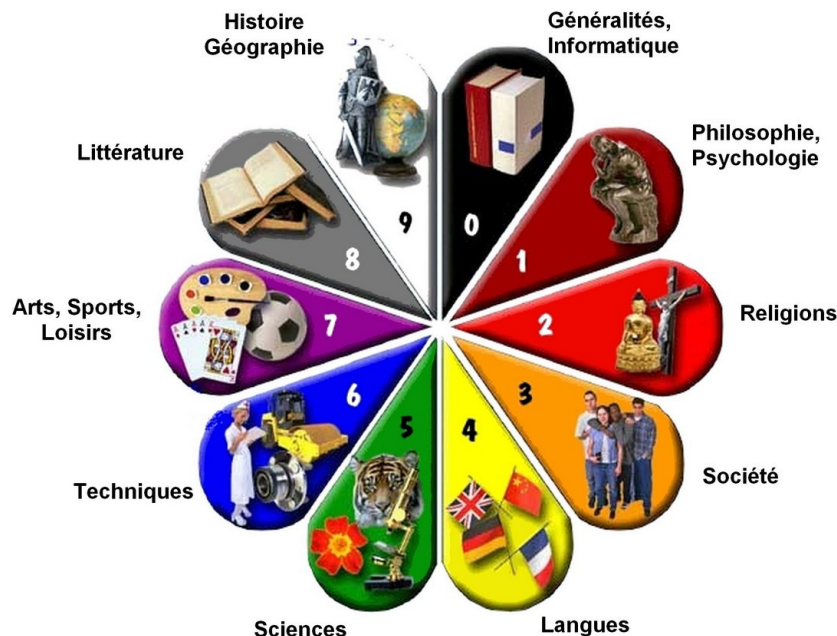 Histoire
Géographie
Généralités,
Informatique
Philosophie,
Psychologie
Religions
Société
Langues
Sciences
Techniques
Arts, Sports,
Loisirs
Littérature
0
1
2
3
4
5
6
7
8
9